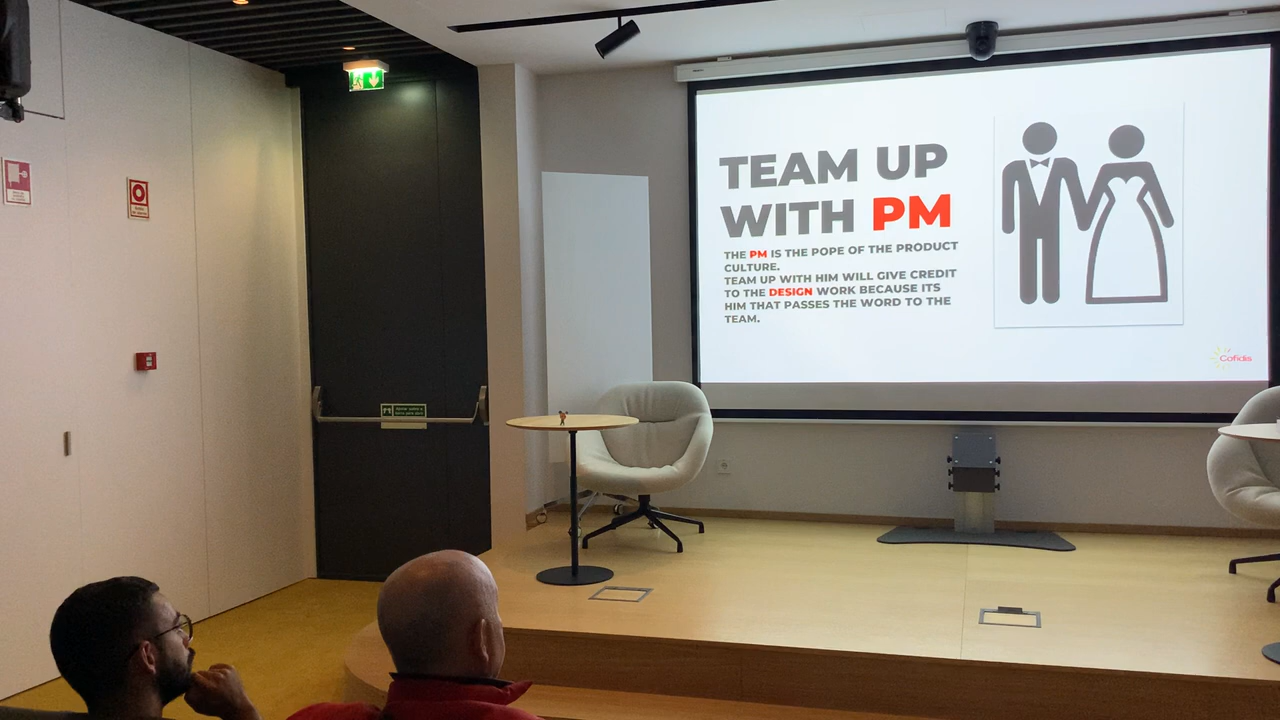 TEAM UP
WITH PM
THE PM IS THE POPE OF THE PRODUCT
CULTURE.
TEAM UP WITH HIM WILL GIVE CREDIT
TO THE DESIGN WORK BECAUSE ITS
HIM THAT PASSES THE WORD TO THE
TEAM.
Cofidis